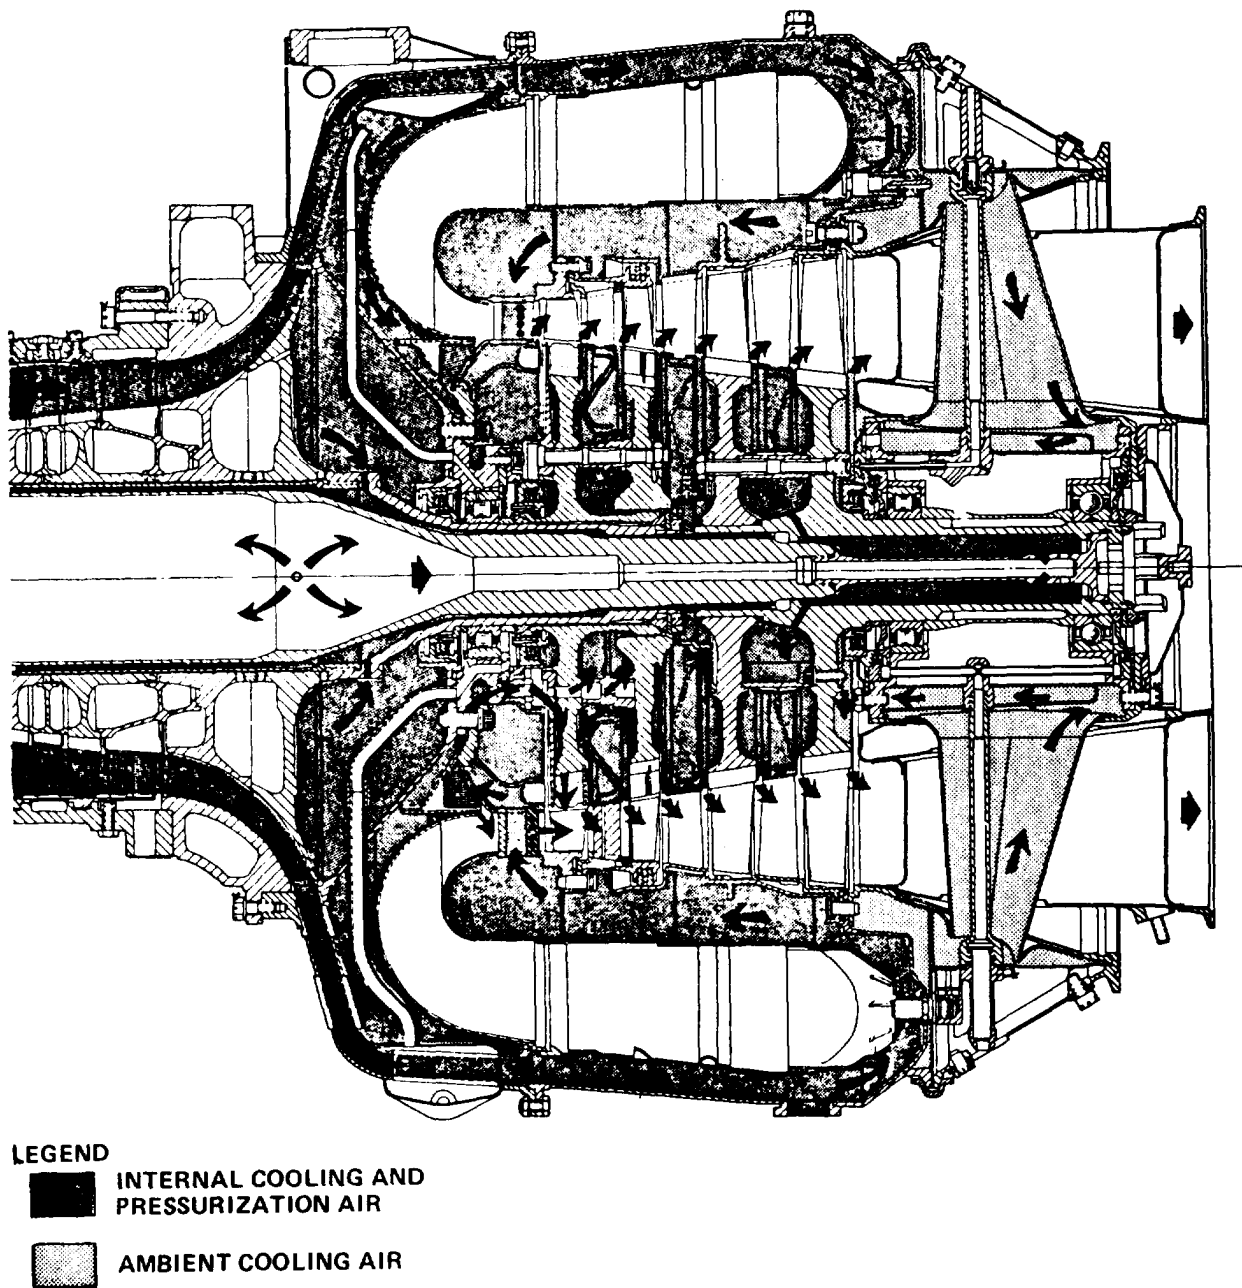 LEGEND
INTERNAL COOLING AND
PRESSURIZATION AIR
AMBIENT COOLING AIR